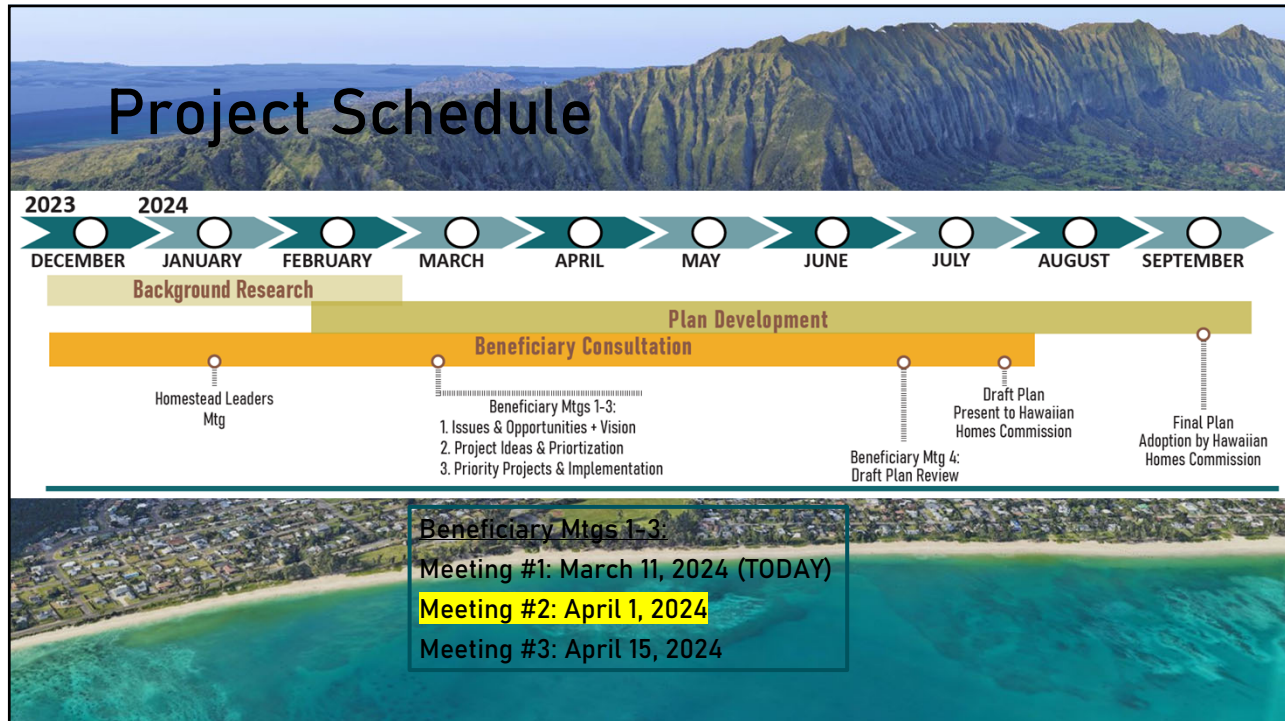 Project Schedule
2023 2024
DECEMBER JANUARY FEBRUARY MARCH APRIL MAY JUNE JULY AUGUST SEPTEMBER
Background Research
Plan Development
Beneficiary Consultation
Homestead Leaders
Mtg
Beneficiary Mtgs 1-3:
1. Issues & Opportunities + Vision
2. Project Ideas & Priortization
3. Priority Projects & Implementation
Beneficiary Mtg 4:
Draft Plan Review
Draft Plan
Present to Hawaiian
Homes Commission
Final Plan
Adoption by Hawaiian
Homes Commission
Beneficiary Mtgs 1-3:
Meeting #1: March 11, 2024 (TODAY)
Meeting #2: April 1, 2024
Meeting #3: April 15, 2024